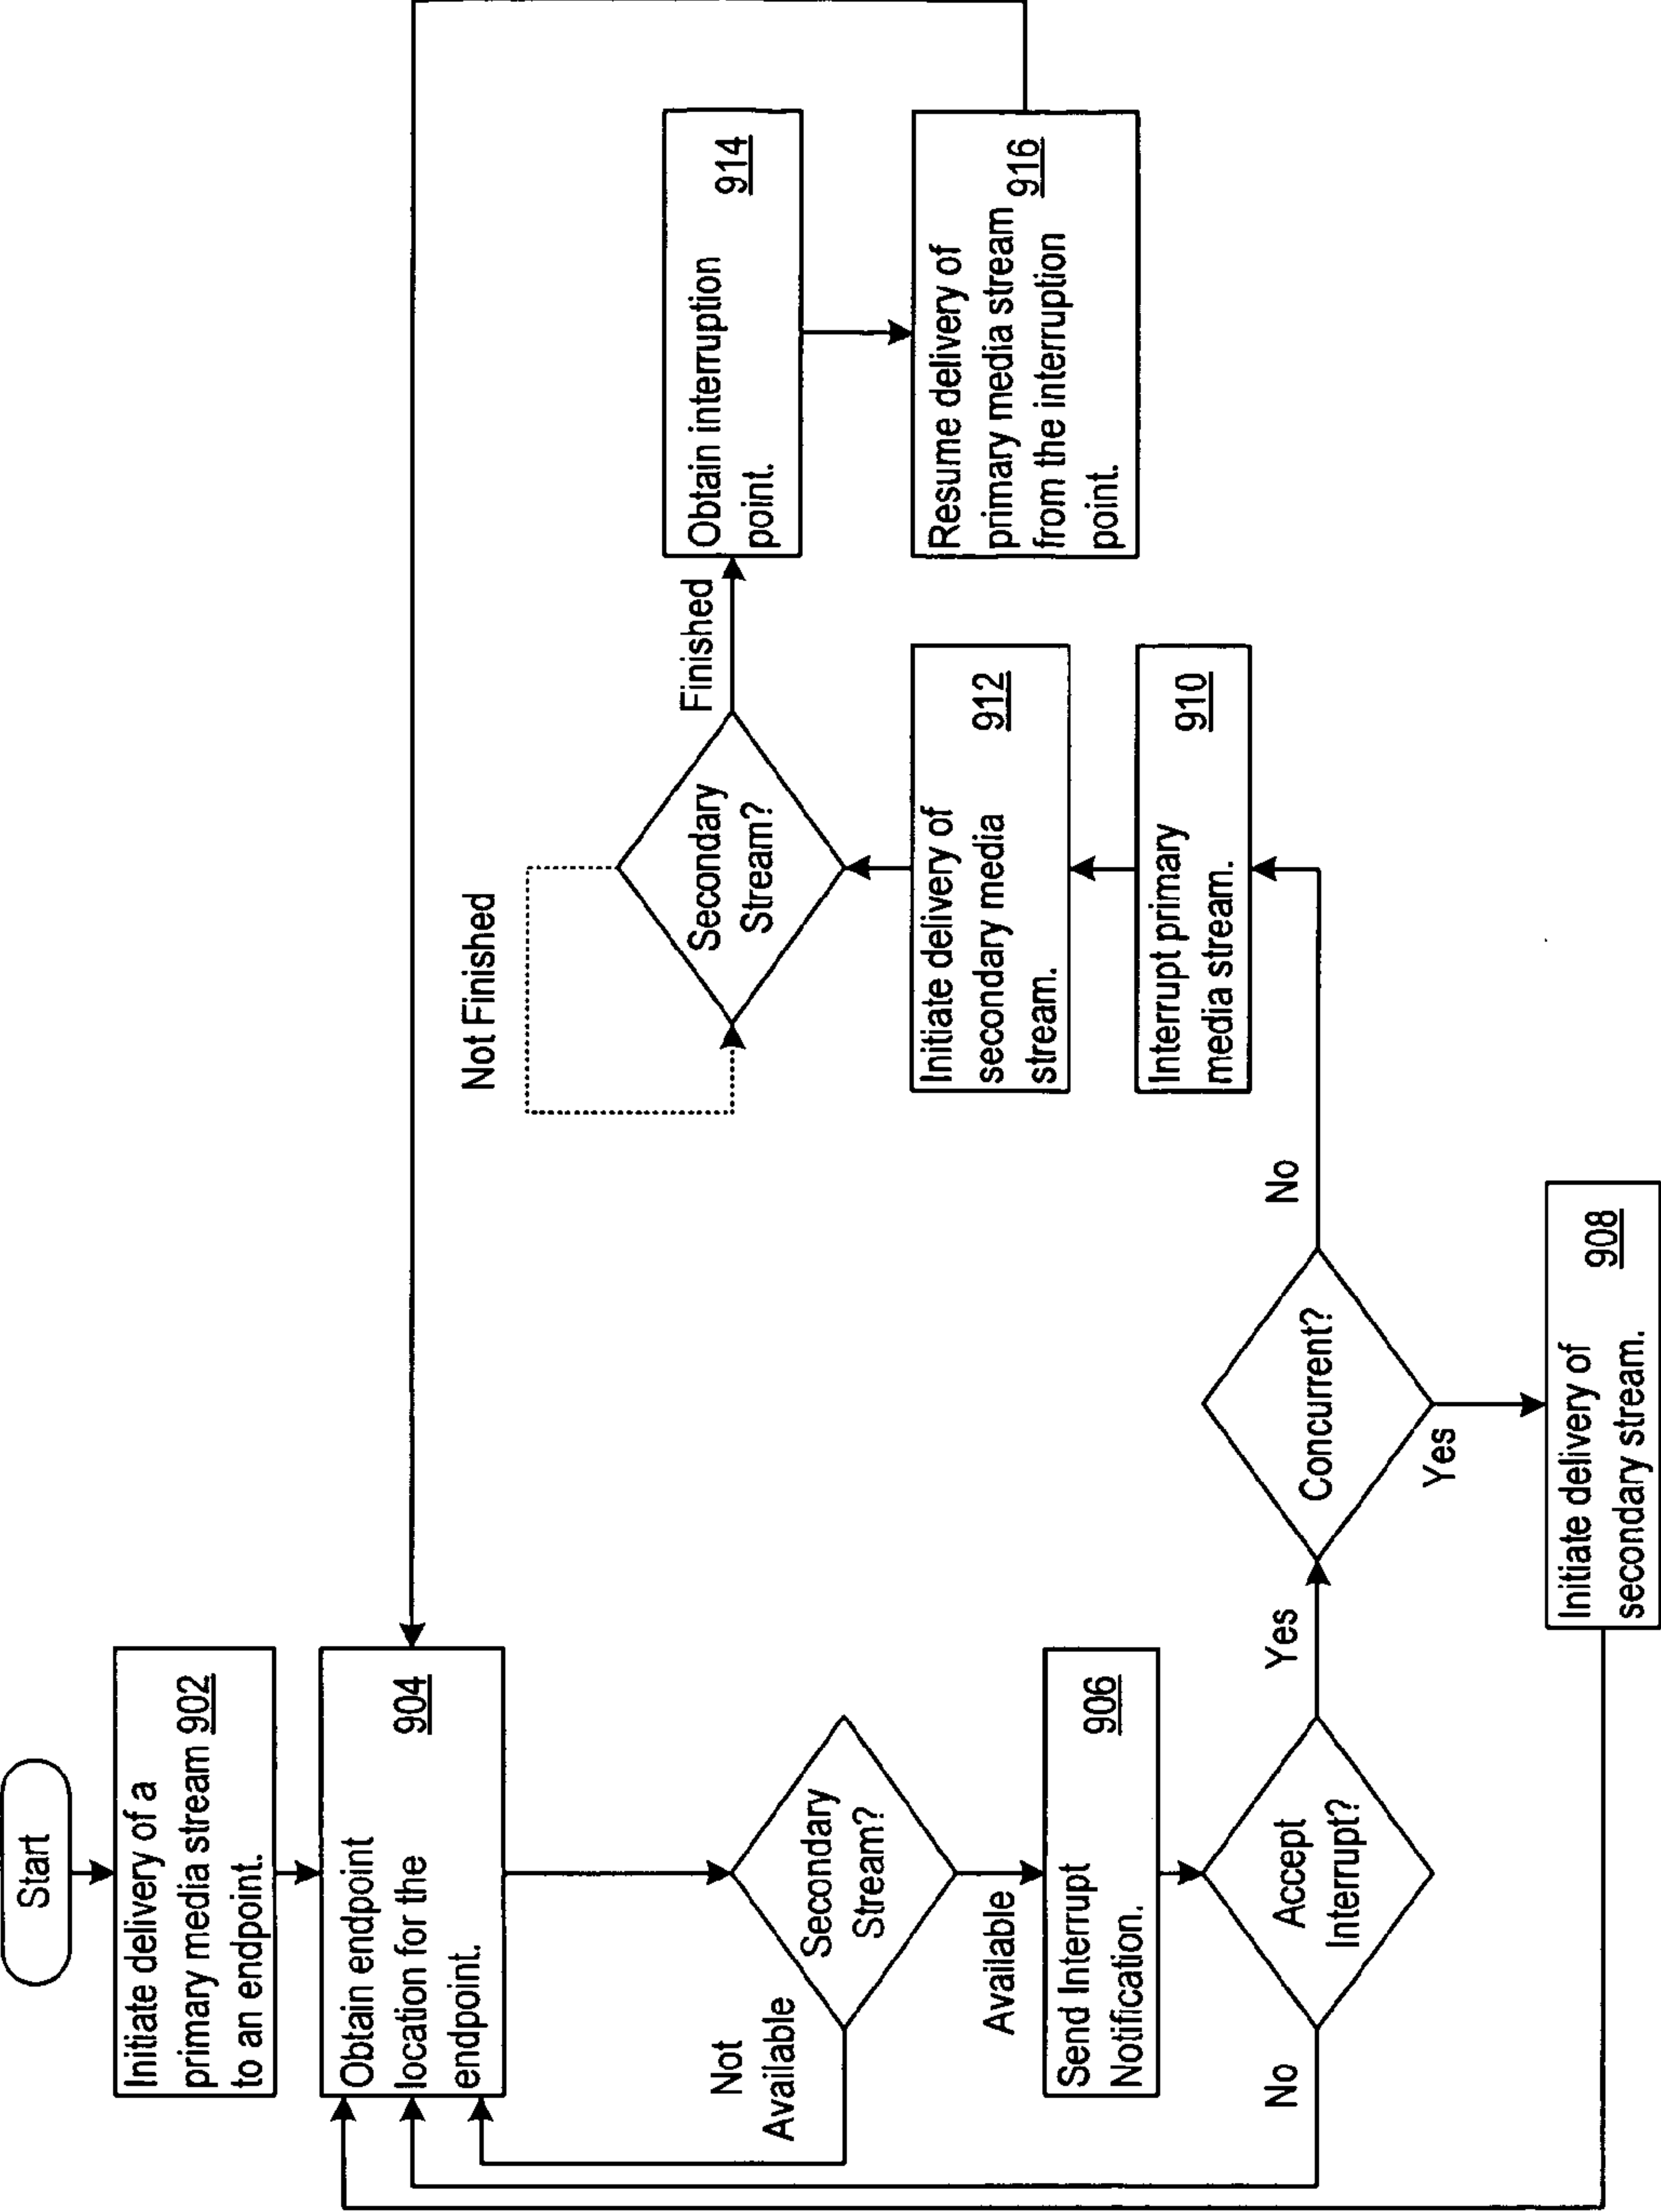 Start
Initiate delivery of a
primary media stream 902
to an endpoint.
Obtain endpoint
location for the 904
endpoint.
Secondary
Stream?
Not
Available
Available
Send Interrupt 906
Notification.
Accept
Interrupt?
No
Yes
Concurrent?
Yes
No
Initiate delivery of 908
secondary stream.
Interrupt primary 910
media stream.
Initiate delivery of
secondary media 912
stream.
Secondary
Stream?
Not Finished
Finished
Obtain interruption 914
point.
Resume delivery of
primary media stream 916
from the interruption
point.